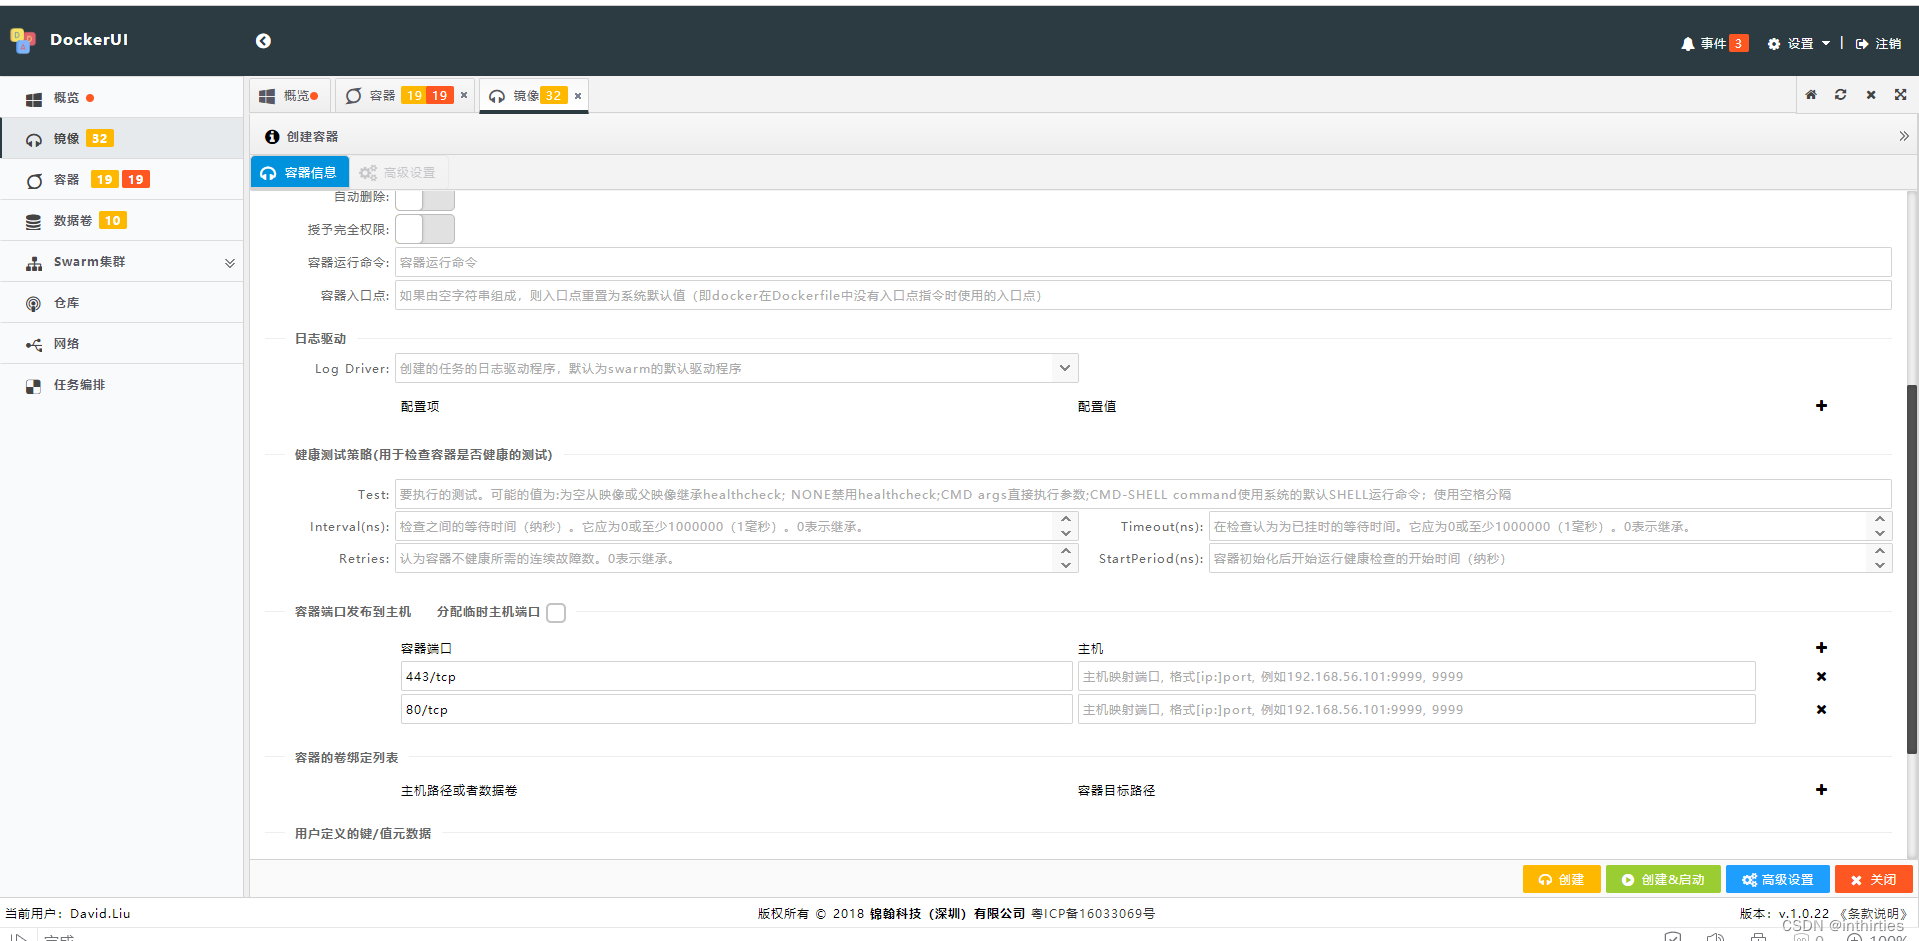 DockerUI
事件 3 设置 | 注销
概览
镜像 32
容器 19 19
数据卷 10
Swarm集群
仓库
网络
任务编排
概览 容器 19 19 镜像 32
创建容器
容器信息 高级设置
自动删除:
授予完全权限:
容器运行命令: 容器运行命令
容器入口点: 如果由空字符串组成，则入口点重置为系统默认值（即docker在Dockerfile中没有入口点指令时使用的入口点）
日志驱动
Log Driver: 创建的任务的日志驱动程序，默认为swarm的默认驱动程序
配置项 配置值
健康测试策略(用于检查容器是否健康的测试)
Test: 要执行的测试。可能的值为:为空从映像或父映像继承healthcheck; NONE禁用healthcheck;CMD args直接执行参数;CMD-SHELL command使用系统的默认SHELL运行命令；使用空格分隔
Interval(ns): 检查之间的等待时间（纳秒）。它应为0或至少1000000（1毫秒）。0表示继承。 Timeout(ns): 在检查认为为已挂时的等待时间。它应为0或至少1000000（1毫秒）。0表示继承。
Retries: 认为容器不健康所需的连续故障数。0表示继承。 StartPeriod(ns): 容器初始化后开始运行健康检查的开始时间（纳秒）
容器端口发布到主机 分配临时主机端口
容器端口 主机
443/tcp 主机映射端口, 格式[ip:]port, 例如192.168.56.101:9999, 9999
80/tcp 主机映射端口, 格式[ip:]port, 例如192.168.56.101:9999, 9999
容器的卷绑定列表
主机路径或者数据卷 容器目标路径
用户定义的键/值元数据
创建 创建&启动 高级设置 关闭
当前用户：David.Liu 版权所有 © 2018 锦翰科技（深圳）有限公司 粤ICP备16033069号 版本：v.1.0.22 《条款说明》
CSDN @inthirties
完成 0 100%